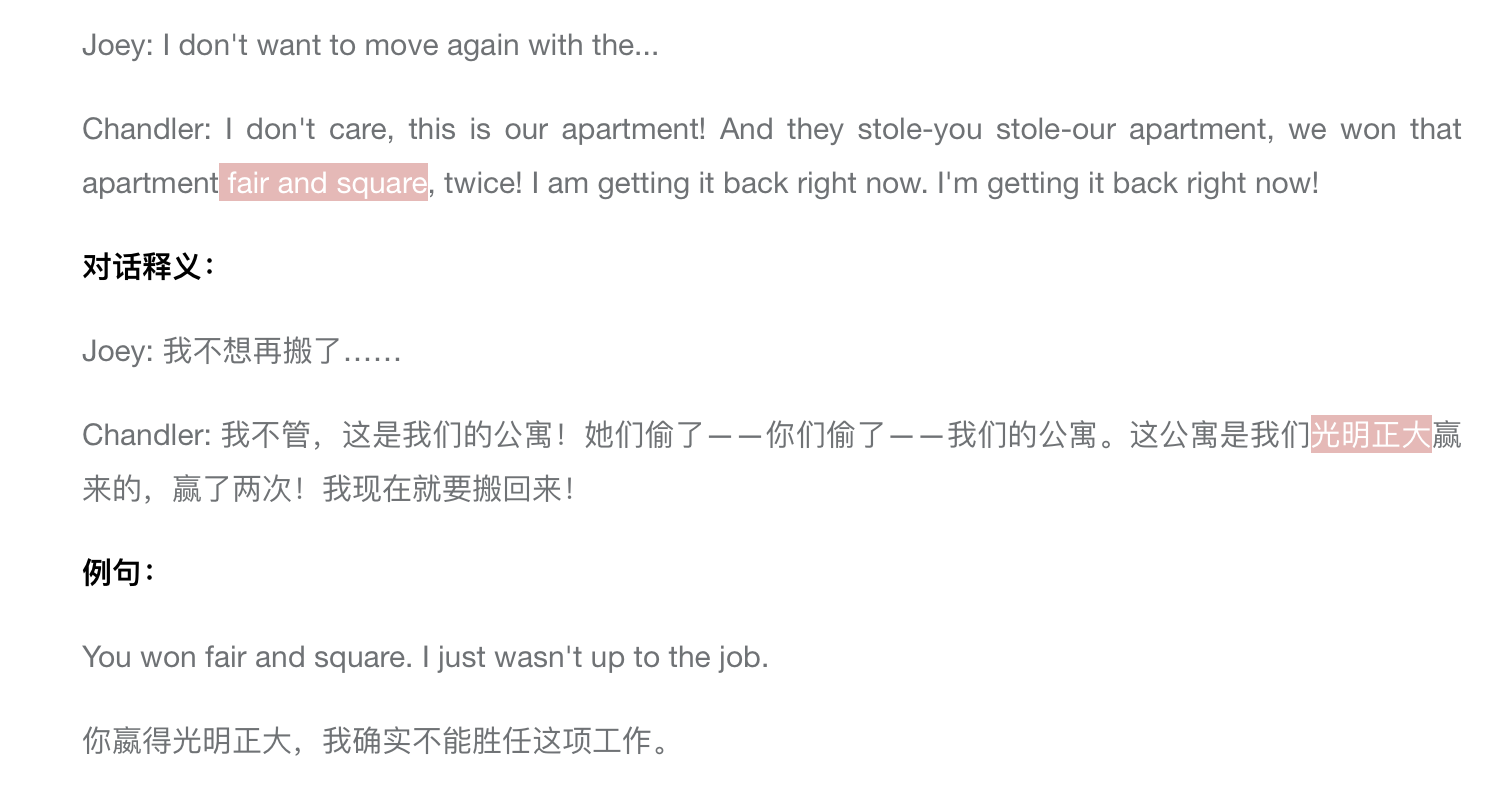 Joey: I don't want to move again with the...
Chandler: I don't care, this is our apartment! And they stole-you stole-our apartment, we won that
apartment fair and square, twice! I am getting it back right now. I'm getting it back right now!
对话释义：
Joey: 我不想再搬了……
Chandler: 我不管，这是我们的公寓！她们偷了——你们偷了——我们的公寓。这公寓是我们光明正大赢
来的，赢了两次！我现在就要搬回来！
例句：
You won fair and square. I just wasn't up to the job.
你赢得光明正大，我确实不能胜任这项工作。